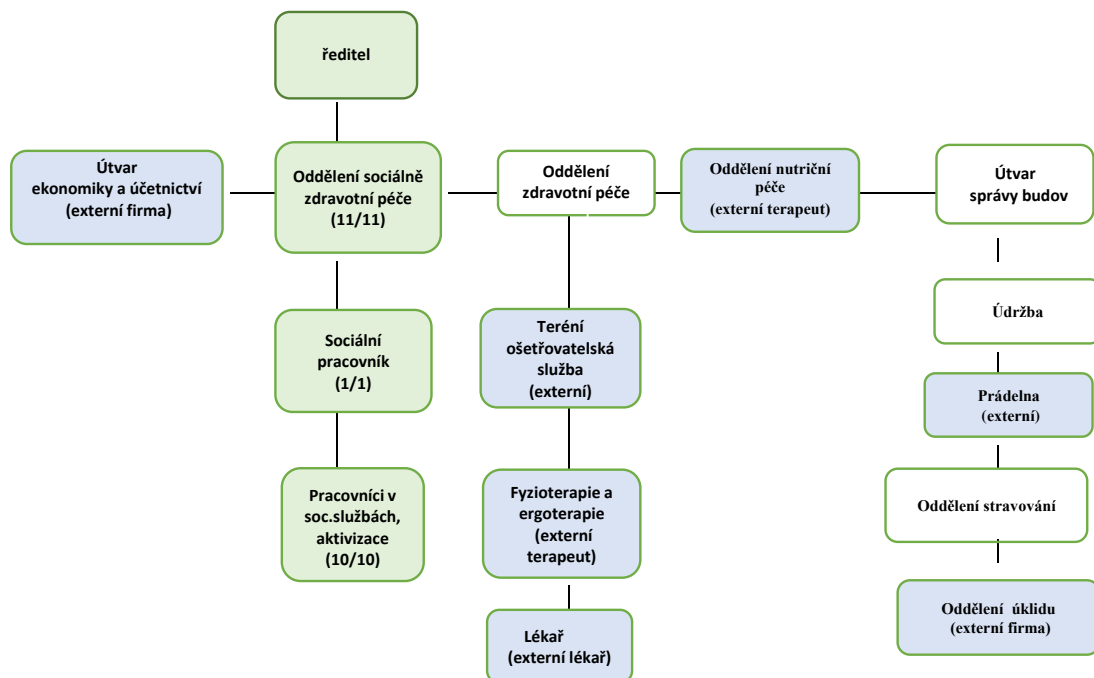 ředitel
Útvar
ekonomiky a účetnictví
(externí firma)
Oddělení sociálně
zdravotní péče
(11/11)
Oddělení
zdravotní péče
Oddělení nutriční
péče
(externí terapeut)
Útvar
správy budov
Sociální
pracovník
(1/1)
Teréní
ošetřovatelská
služba
(externí)
Údržba
Prádelna
(externí)
Pracovníci v
soc.službách,
aktivizace
(10/10)
Fyzioterapie a
ergoterapie
(externí
terapeut)
Oddělení stravování
Lékař
(externí lékař)
Oddělení úklidu
(externí firma)